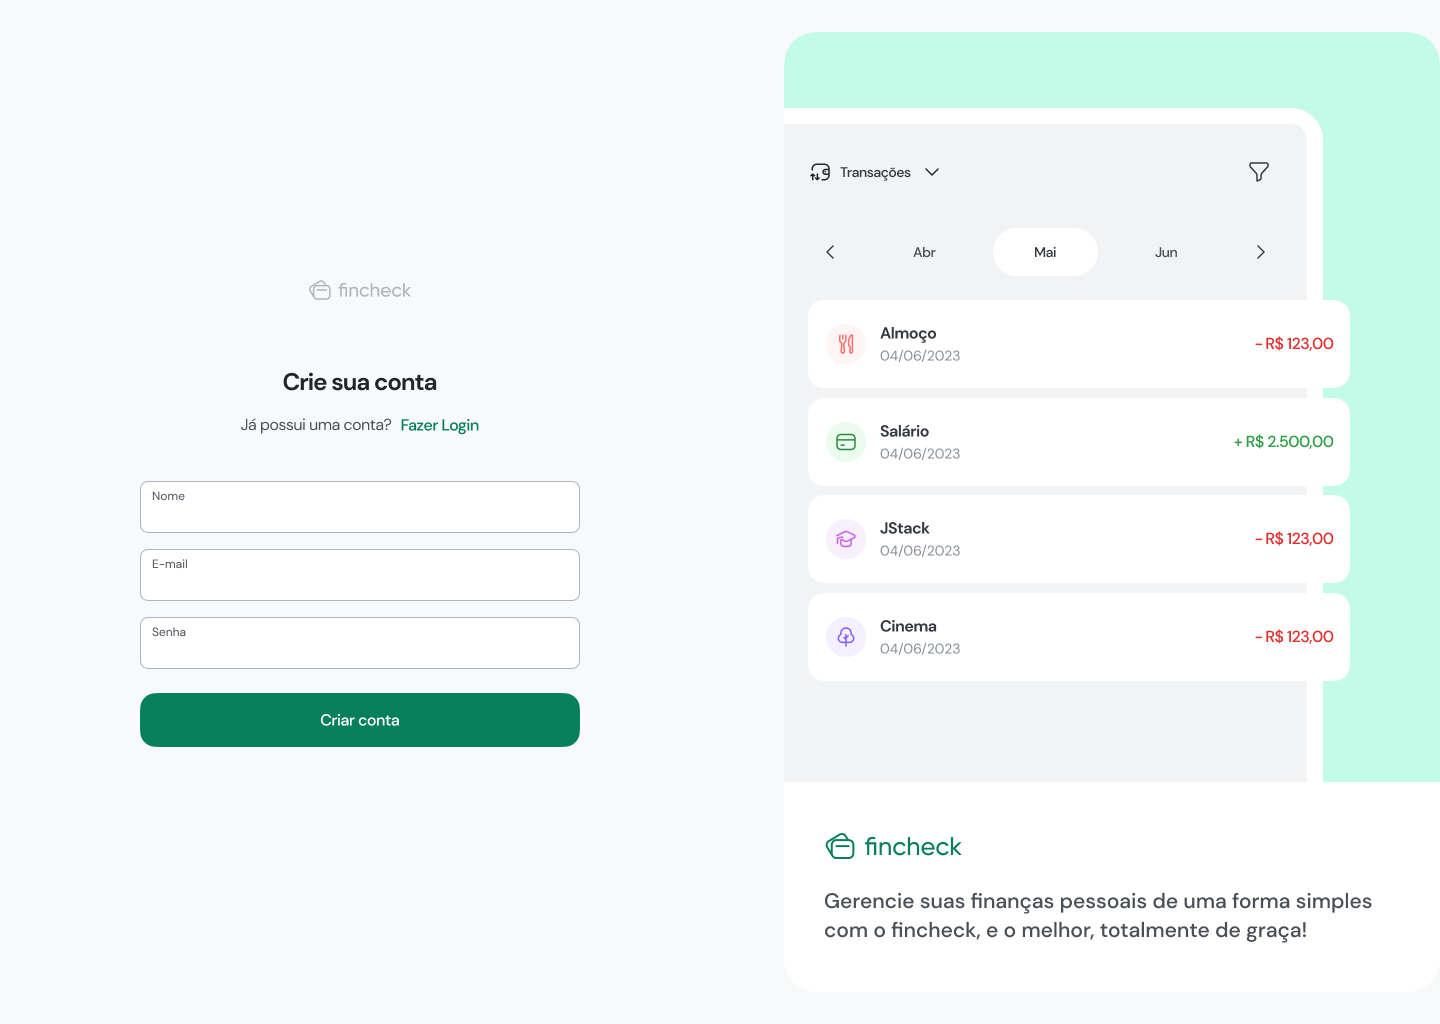 fincheck
Crie sua conta
Já possui uma conta? Fazer Login
Nome
E-mail
Senha
Criar conta
Transações
Abr Mai Jun
Almoço
04/06/2023
- R$ 123,00
Salário
04/06/2023
+ R$ 2.500,00
JStack
04/06/2023
- R$ 123,00
Cinema
04/06/2023
- R$ 123,00
fincheck
Gerencie suas finanças pessoais de uma forma simples
com o fincheck, e o melhor, totalmente de graça!